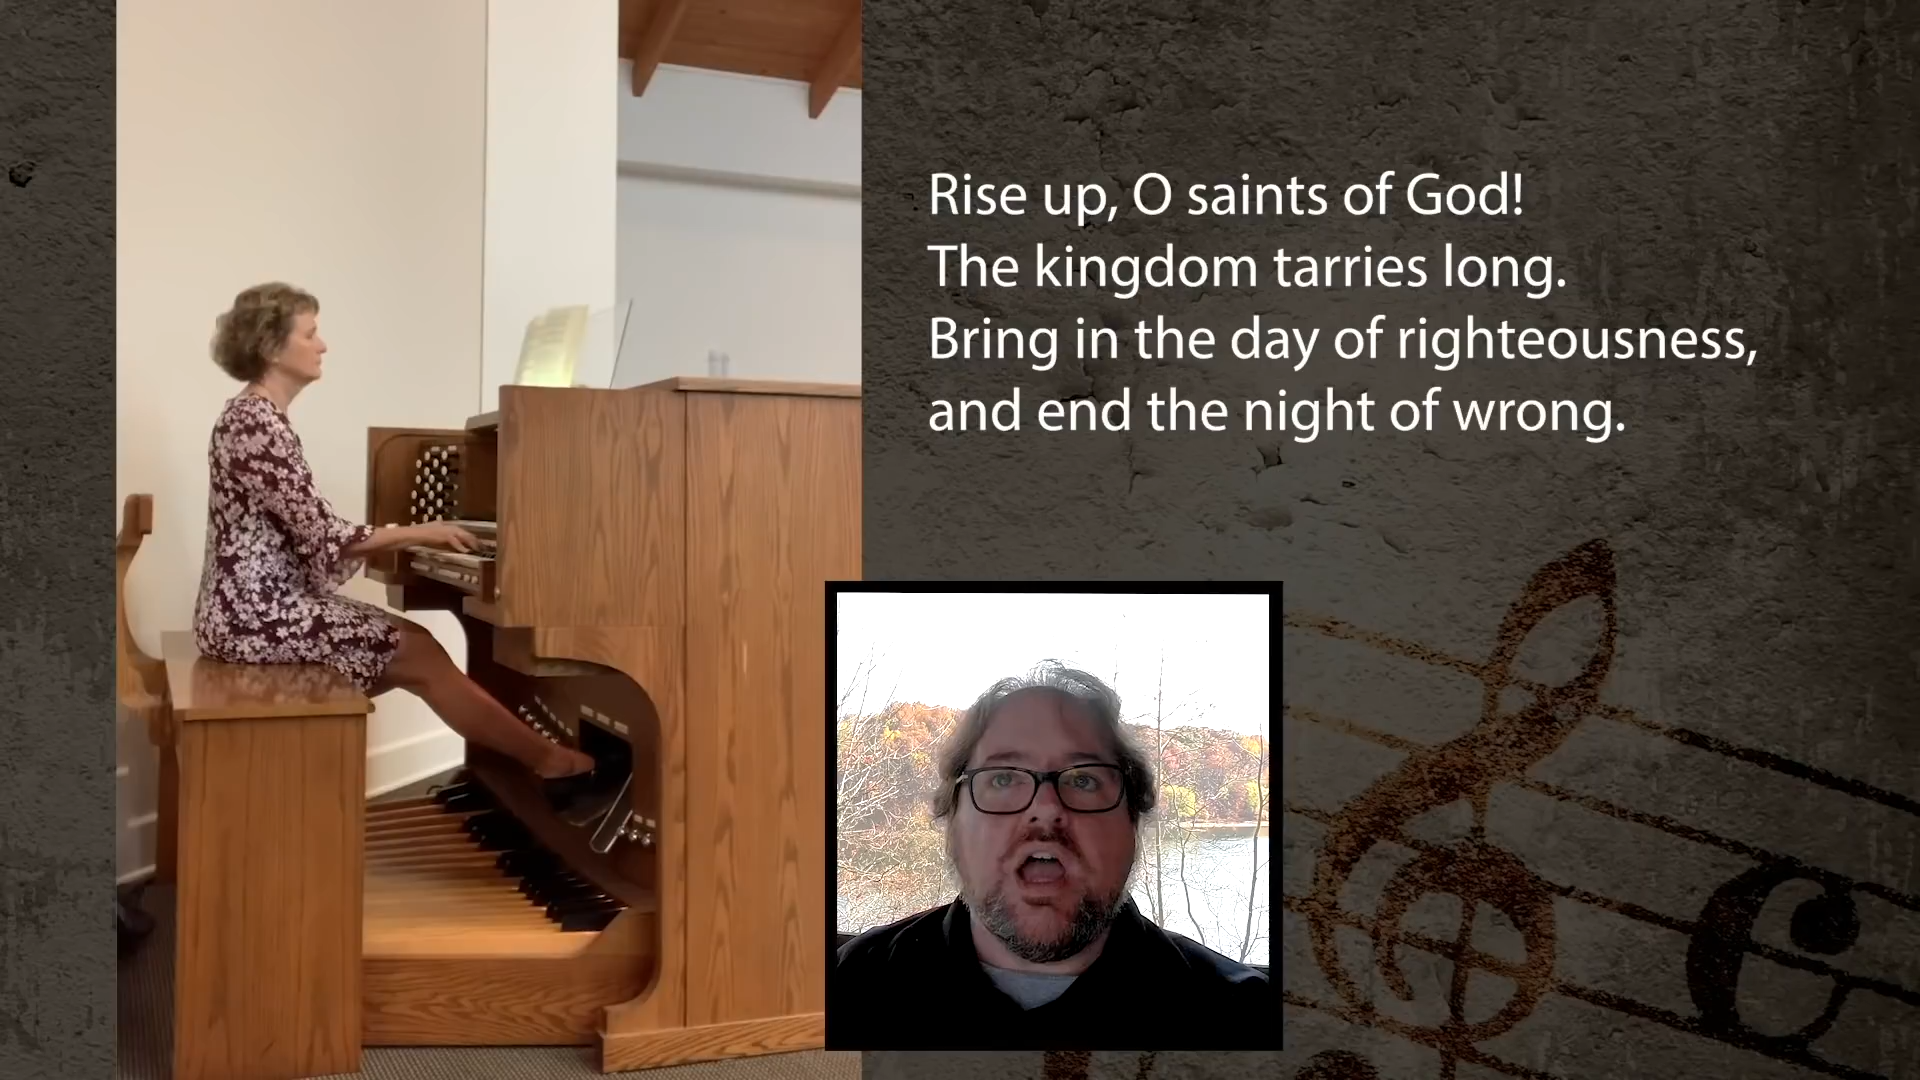 Rise up, O saints of God!
The kingdom tarries long.
Bring in the day of righteousness,
and end the night of wrong.